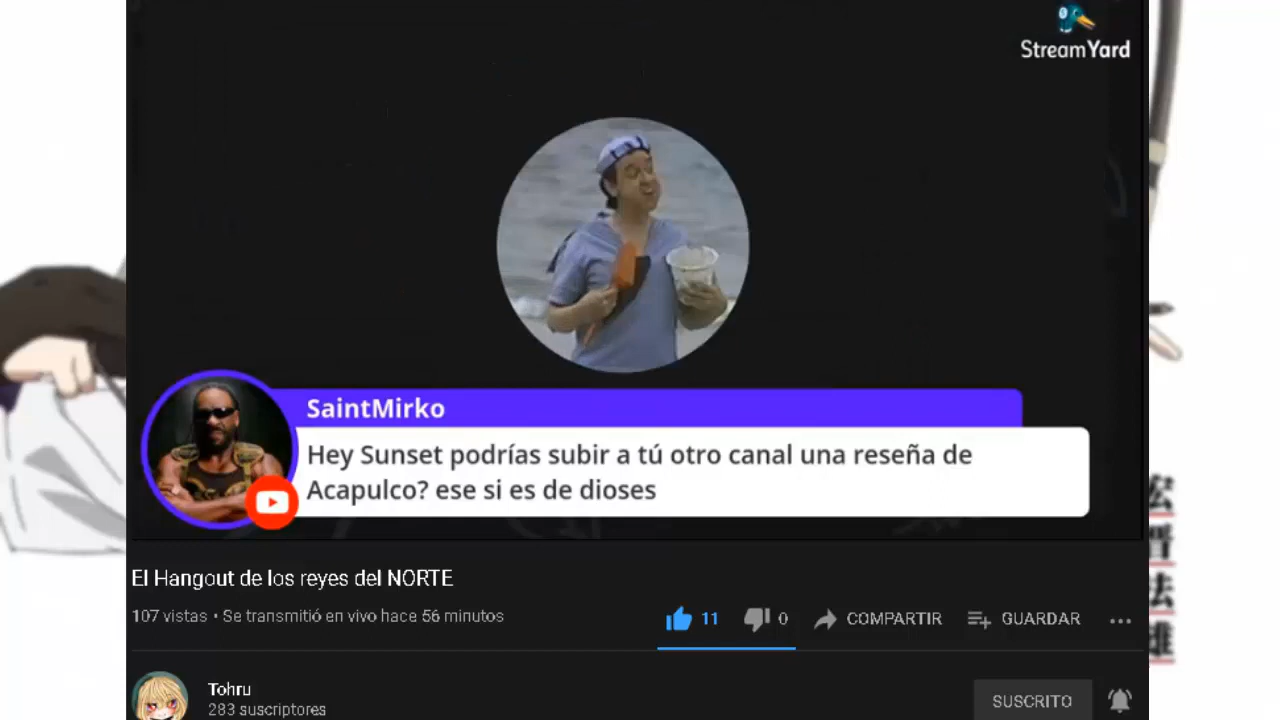 StreamYard
SaintMirko
Hey Sunset podrías subir a tú otro canal una reseña de
Acapulco? ese si es de dioses
El Hangout de los reyes del NORTE
107 vistas • Se transmitió en vivo hace 56 minutos
11
0
COMPARTIR
GUARDAR
Tohru
283 suscriptores
SUSCRITO